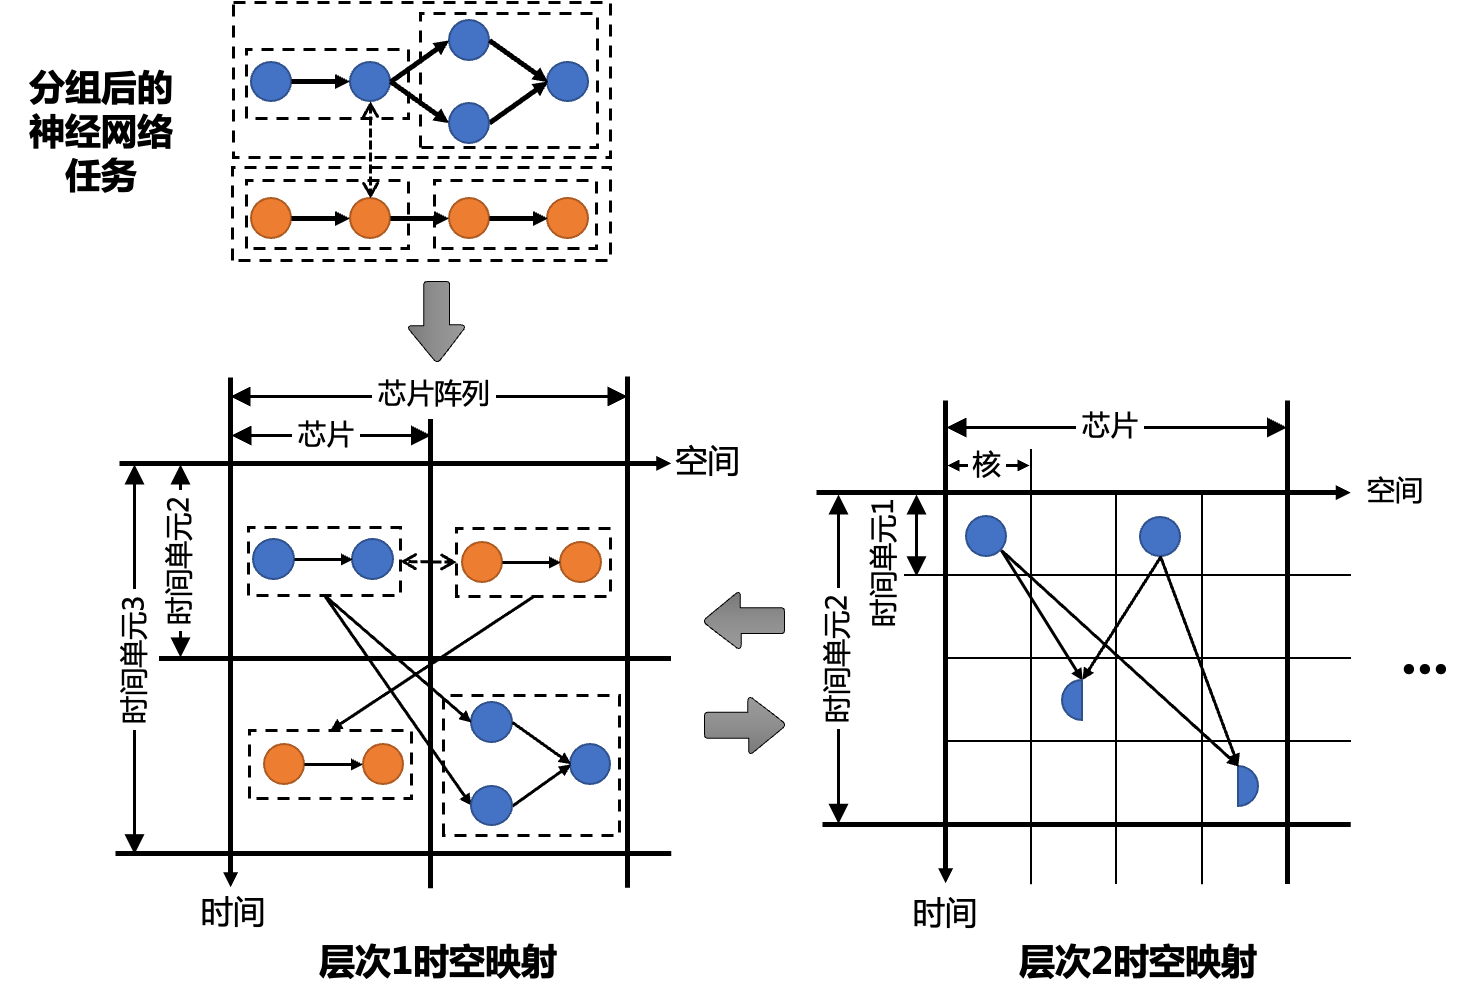 分组后的
神经网络
任务
芯片阵列
芯片
空间
时间单元2
时间单元3
时间
层次1时空映射
芯片
核
空间
时间单元1
时间单元2
•••
时间
层次2时空映射